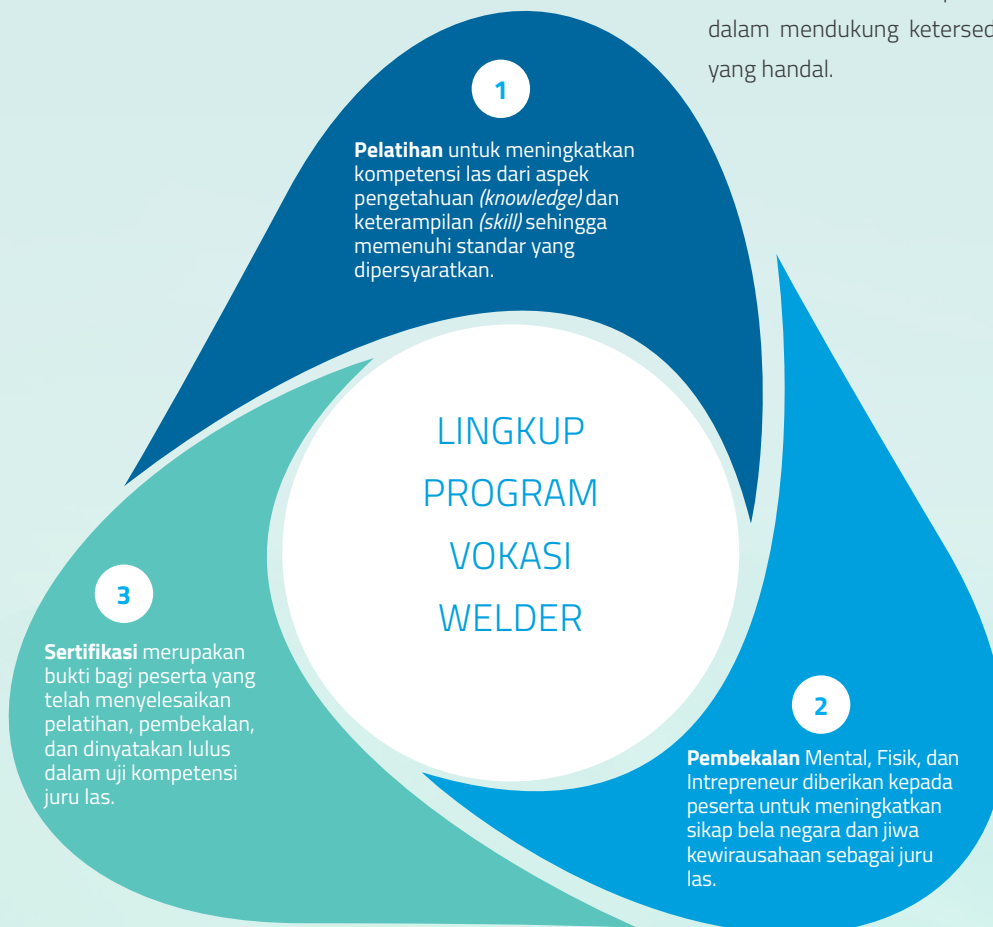 dalam mendukung
yang handal.
1
Pelatihan untuk meningkatkan
kompetensi las dari aspek
pengetahuan (knowledge) dan
keterampilan (skill) sehingga
memenuhi standar yang
dipersyaratkan.
LINGKUP
PROGRAM
VOKASI
WELDER
2
Pembekalan Mental, Fisik, dan
Intrepreneur diberikan kepada
peserta untuk meningkatkan
sikap bela negara dan jiwa
kewirausahaan sebagai juru
las.
3
Sertifikasi merupakan
bukti bagi peserta yang
telah menyelesaikan
pelatihan, pembekalan,
dan dinyatakan lulus
dalam uji kompetensi
juru las.